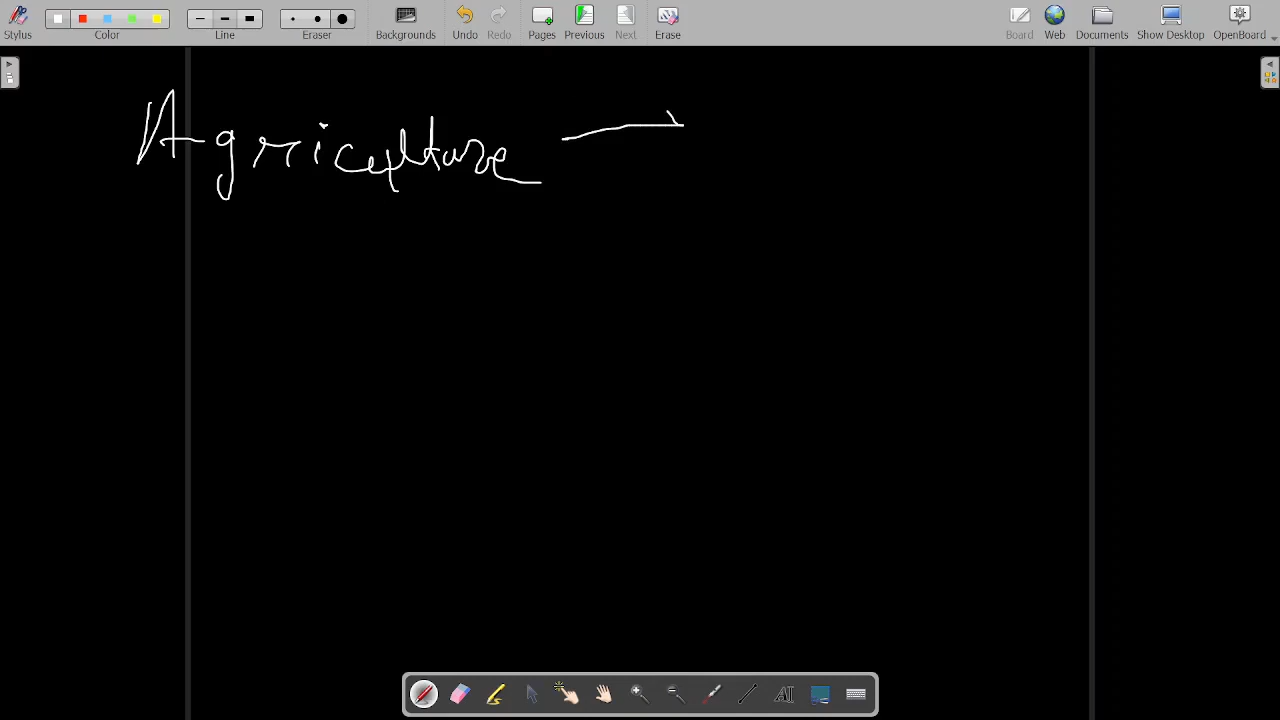 Stylus Color Line Eraser Backgrounds Undo Redo Pages Previous Next Erase Board Web Documents Show Desktop OpenBoard
Agriculture →